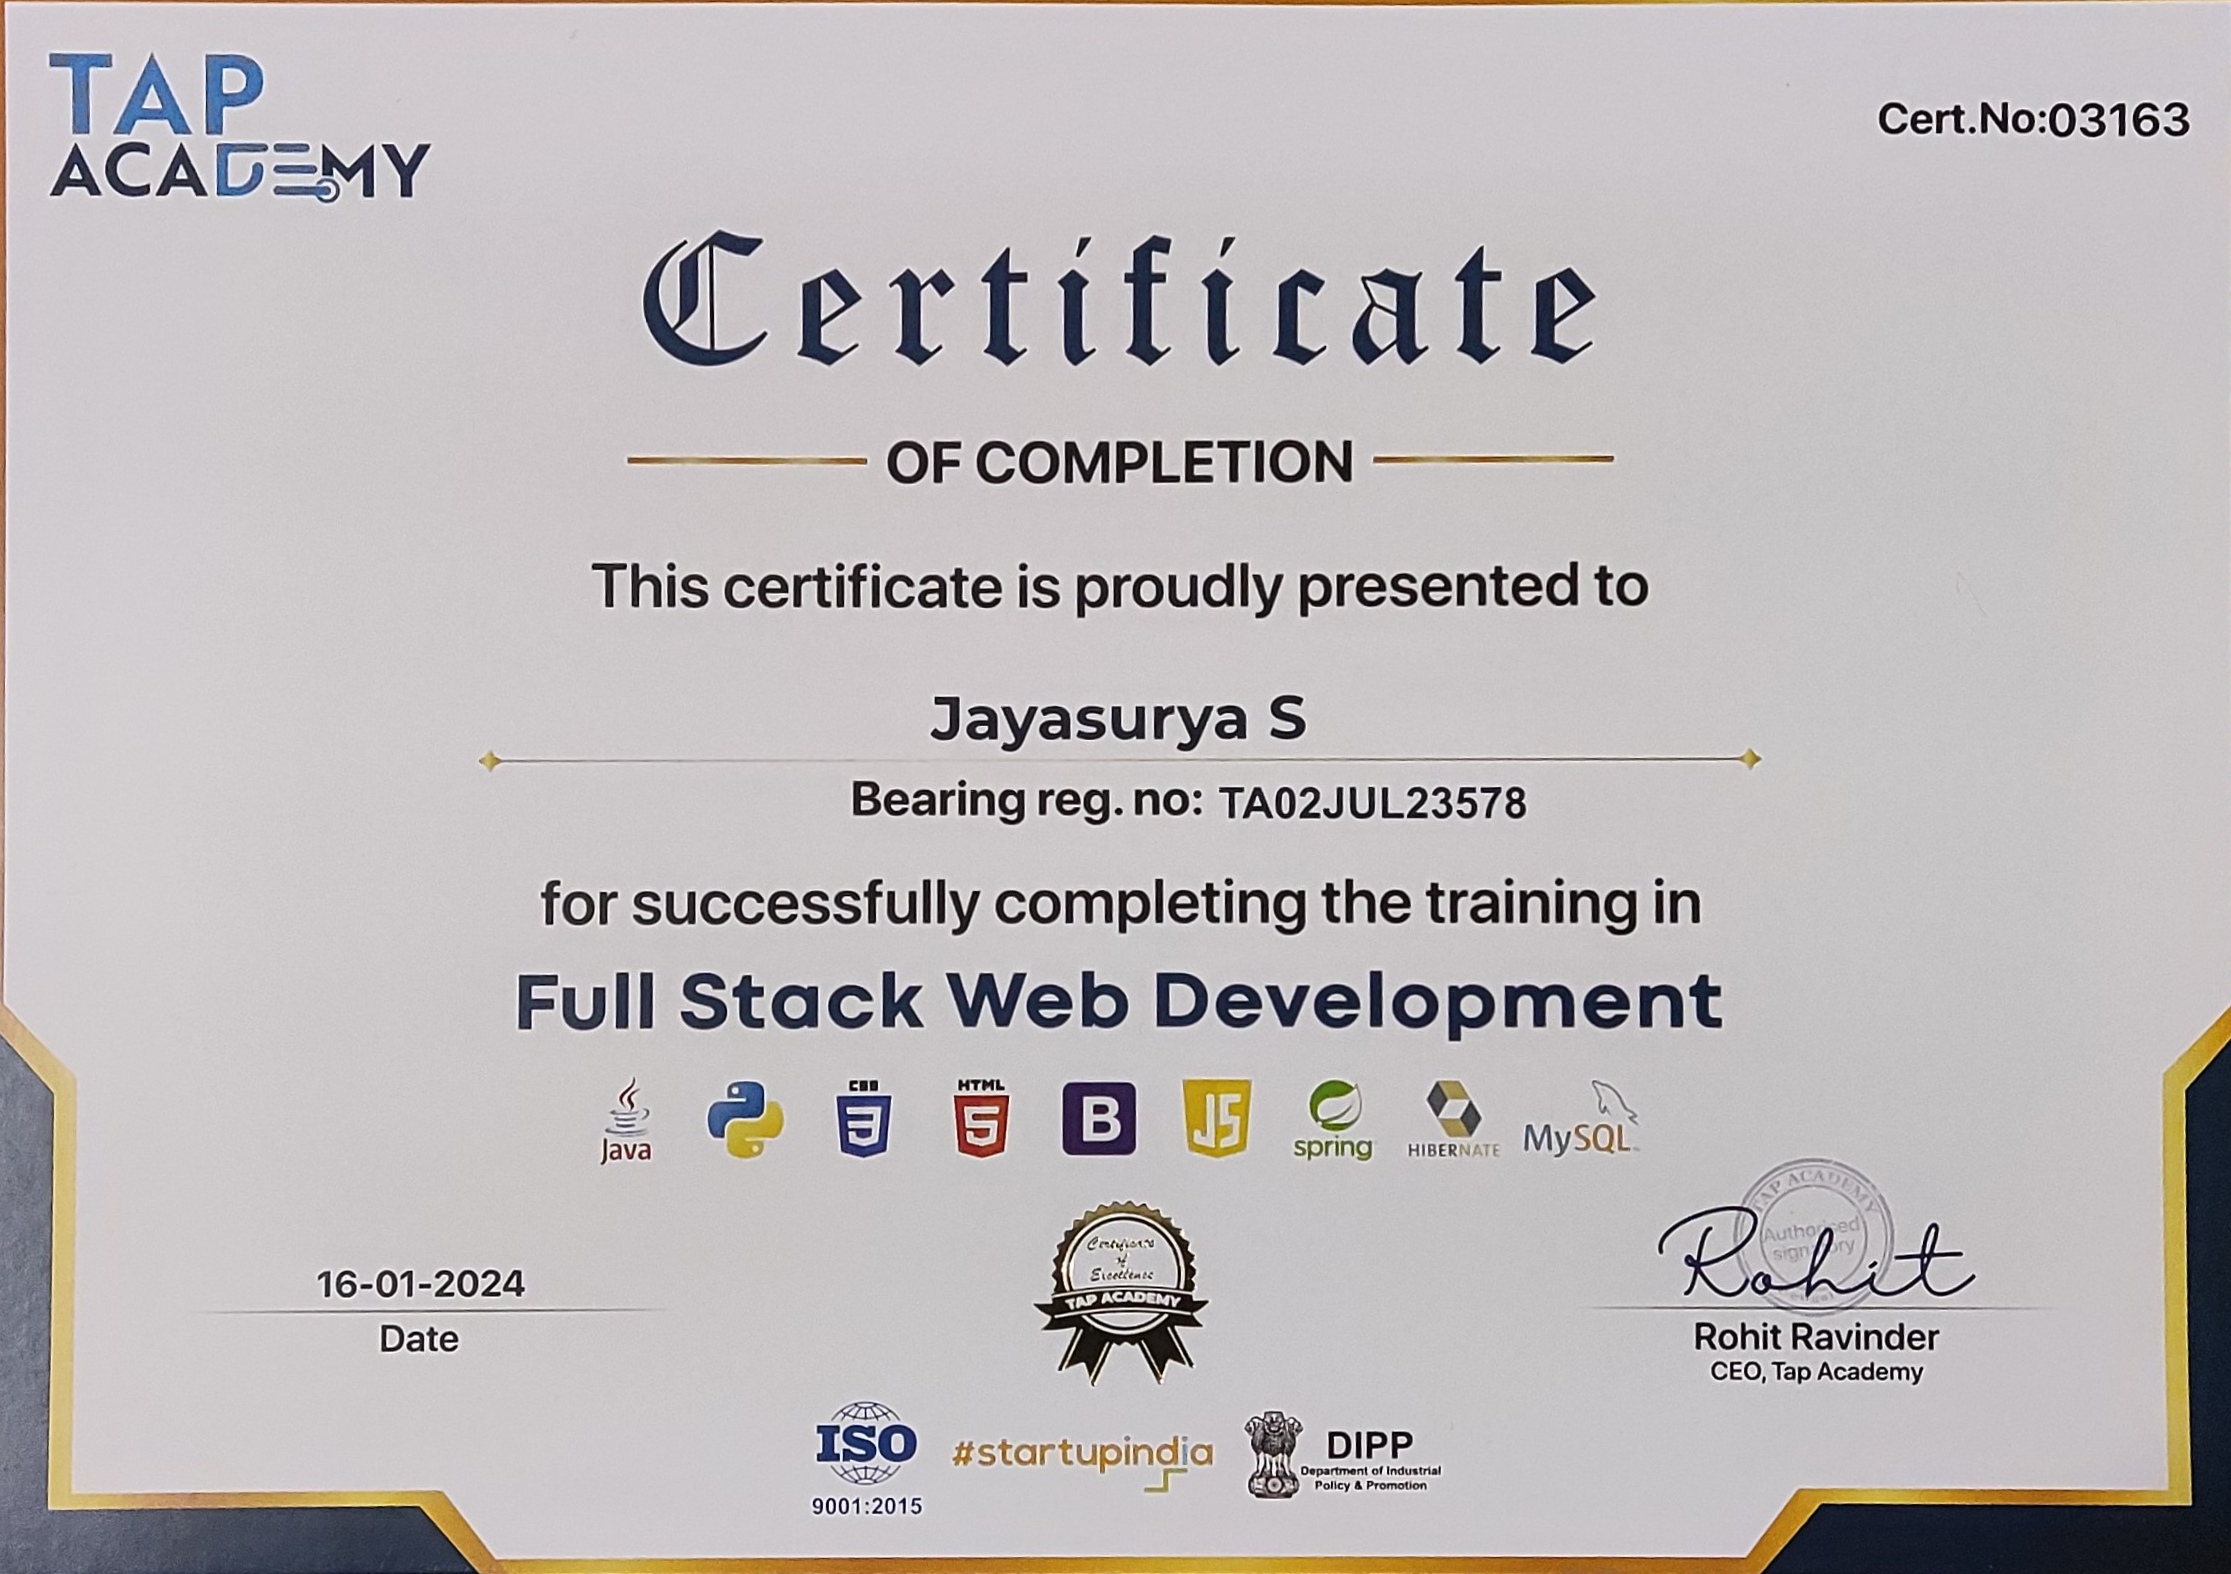 TAP
ACADEMY
Cert.No:03163
Certificate
OF COMPLETION
This certificate is proudly presented to
Jayasurya S
Bearing reg. no: TA02JUL23578
for successfully completing the training in
Full Stack Web Development
Java
CSS
3
HTML
5
B
JS
spring
HIBERNATE
MySQL
16-01-2024
Date
Certificate
of
Excellence
TAP ACADEMY
TAP ACADEMY
Authorised
signatory
Rohit
Rohit Ravinder
CEO, Tap Academy
ISO
9001:2015
#startupindia
DIPP
Department of Industrial
Policy & Promotion